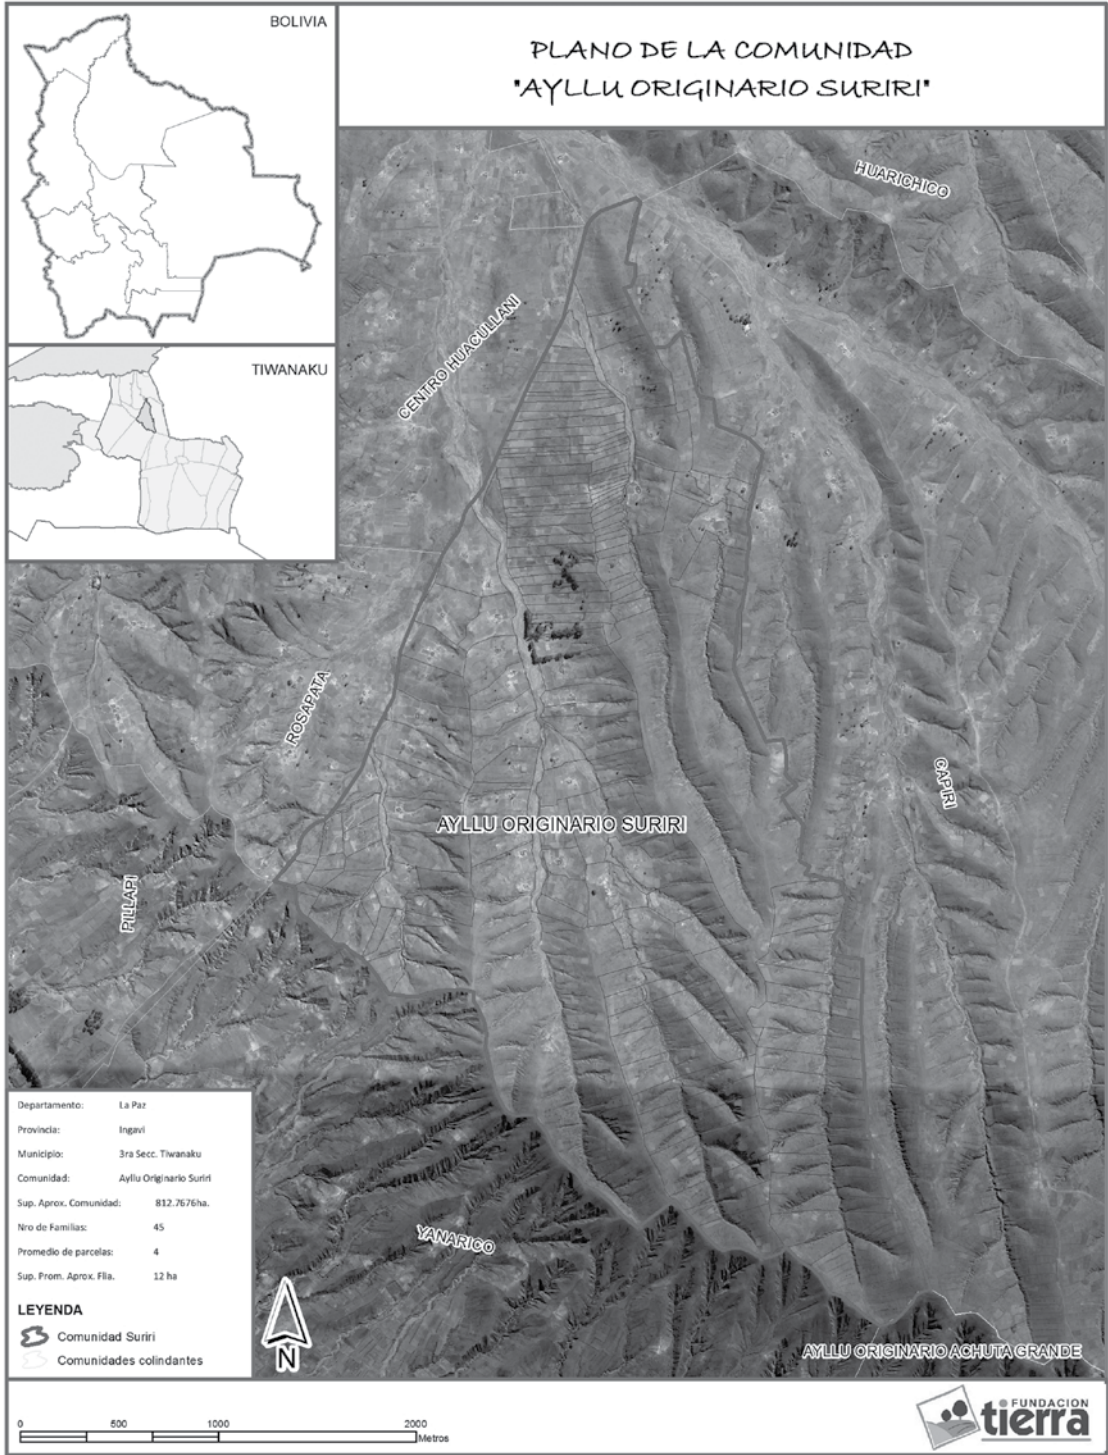 BOLIVIA
PLANO DE LA COMUNIDAD
"AYLLU ORIGINARIO SURIRI"
TIWANAKU
HUARICHICO
CENTRO HUACULLANI
ROSAPATA
CAPIRI
AYLLU ORIGINARIO SURIRI
PILLAPI
YANARICO
AYLLU ORIGINARIO ACHUTA GRANDE
Departamento: La Paz
Provincia: Ingavi
Municipio: 3ra Secc. Tiwanaku
Comunidad: Ayllu Originario Suriri
Sup. Aprox. Comunidad: 812.7676ha.
Nro de Familias: 45
Promedio de parcelas: 4
Sup. Prom. Aprox. Flia. 12 ha
LEYENDA
Comunidad Suriri
Comunidades colindantes
N
0 500 1000 2000
Metros
FUNDACION
tierra